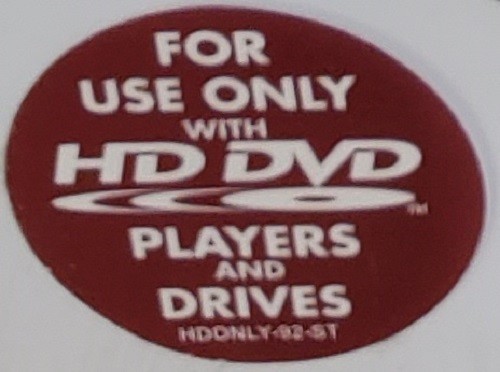 FOR
USE ONLY
WITH
HD DVD
TM
PLAYERS
AND
DRIVES
HDDNLY-92-ST